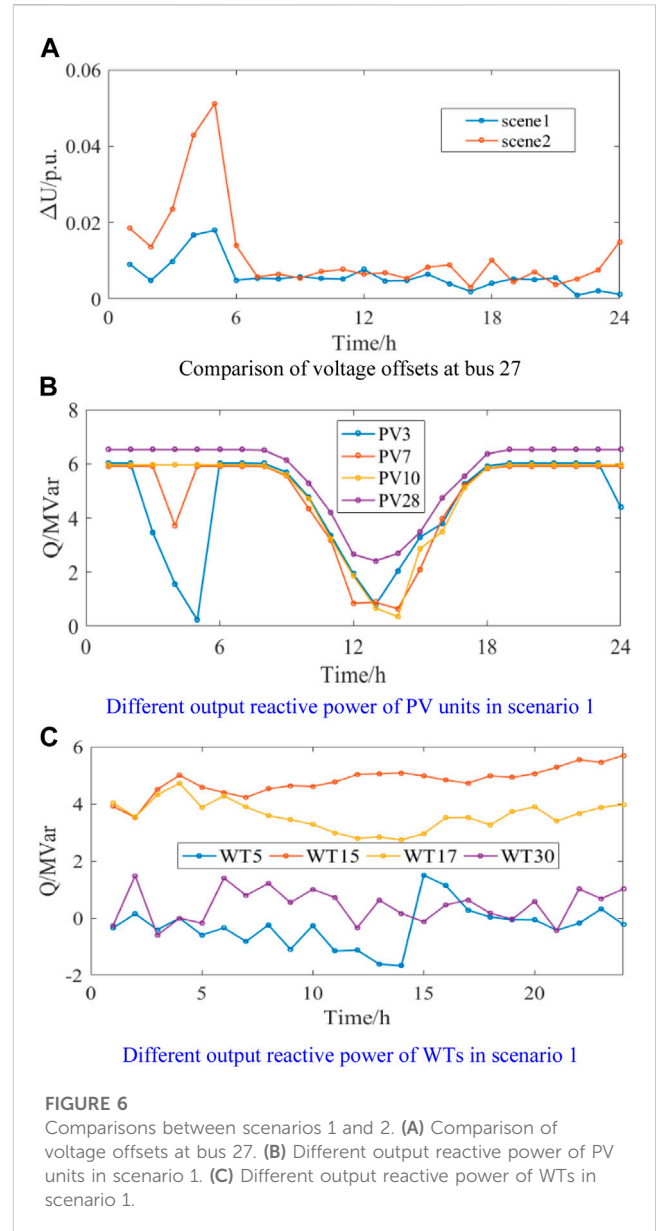 A
0.06
0.04
0.02
0
ΔU/p.u.
scene1
scene2
0 6 12 18 24
Time/h
Comparison of voltage offsets at bus 27
B
8
6
4
2
0
Q/MVar
PV3
PV7
PV10
PV28
0 6 12 18 24
Time/h
Different output reactive power of PV units in scenario 1
C
6
4
2
0
-2
Q/MVar
WT5 WT15 WT17 WT30
0 5 10 15 20
Time/h
Different output reactive power of WTs in scenario 1
FIGURE 6
Comparisons between scenarios 1 and 2. (A) Comparison of
voltage offsets at bus 27. (B) Different output reactive power of PV
units in scenario 1. (C) Different output reactive power of WTs in
scenario 1.